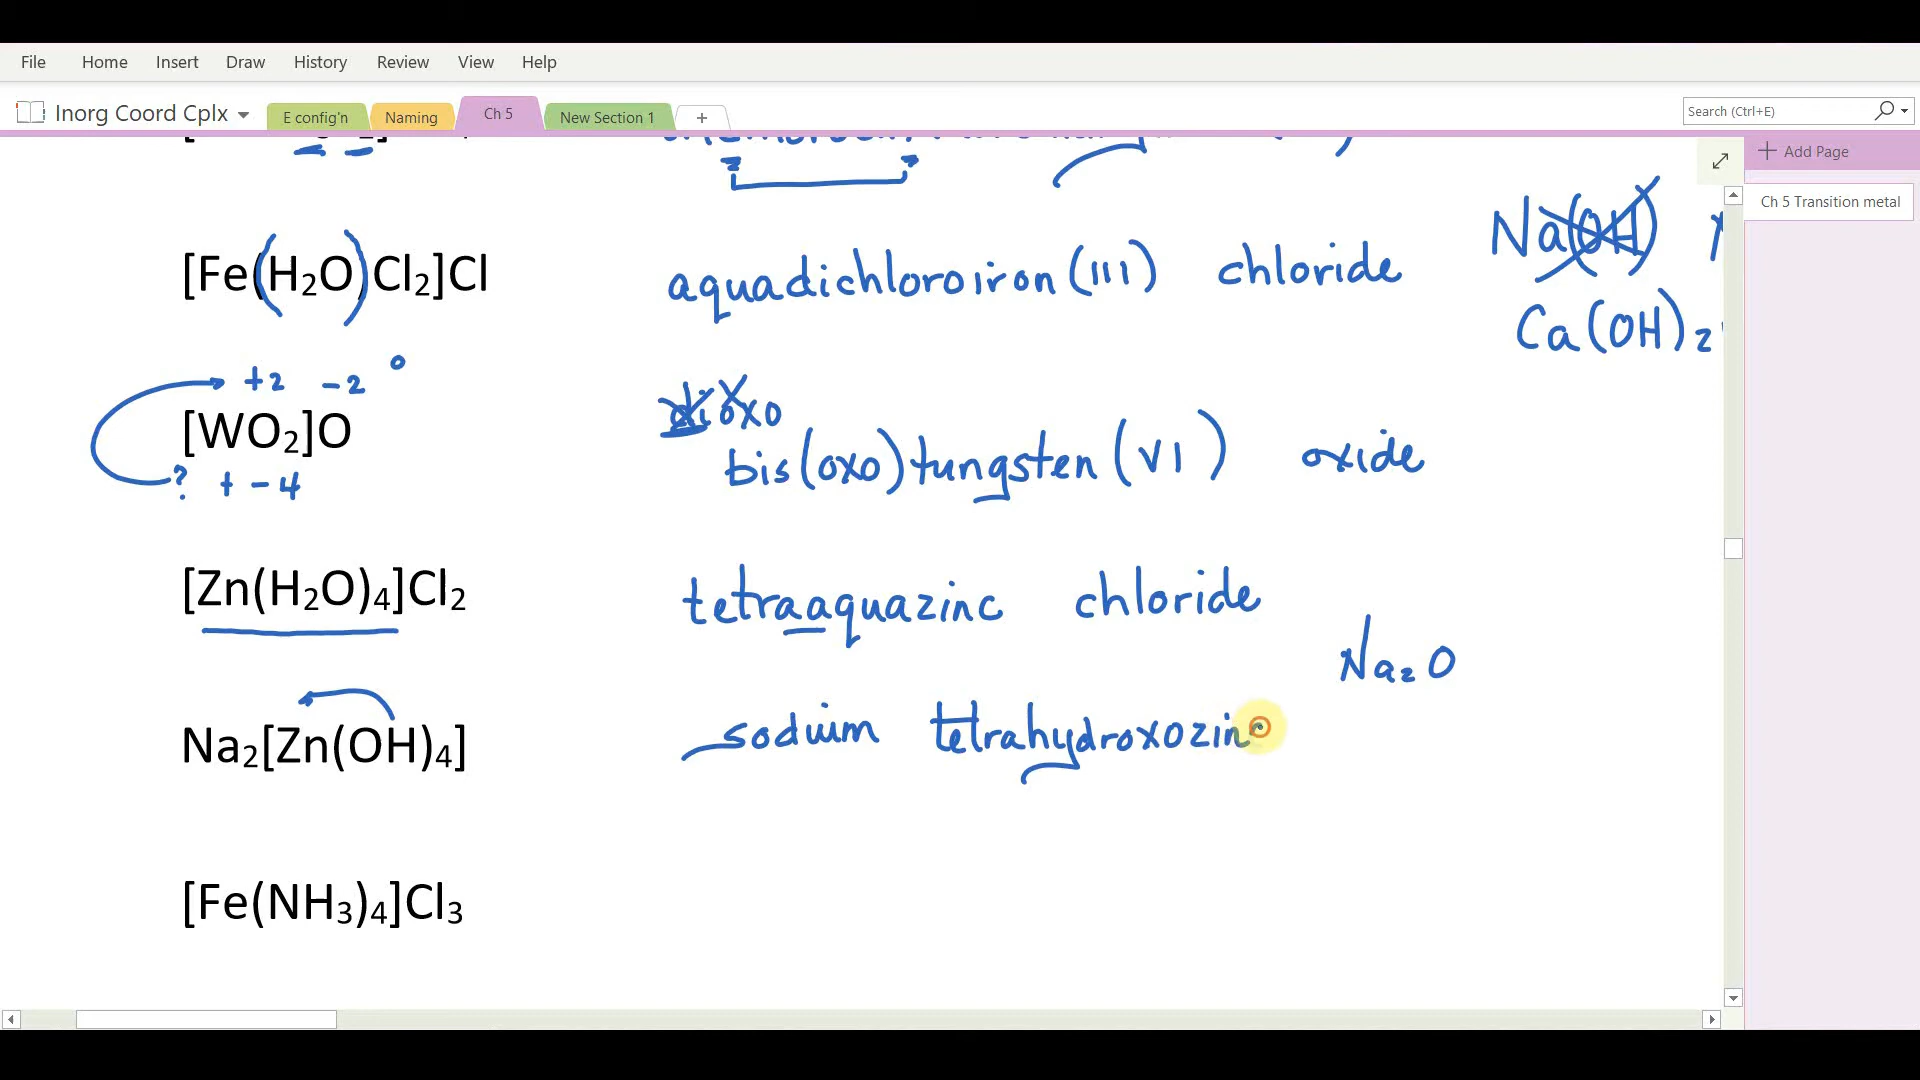 File Home Insert Draw History Review View Help
Inorg Coord Cplx E config'n Naming Ch 5 New Section 1 +
Search (Ctrl+E)
Add Page
Ch 5 Transition metal
Na(OH)
[Fe(H2O)Cl2]Cl aquadichloroiron(III) chloride
Ca(OH)2
+2 -2 0
dioxo
[WO2]O bis(oxo)tungsten(VI) oxide
? + -4
[Zn(H2O)4]Cl2 tetraaquazinc chloride
Na2O
Na2[Zn(OH)4] sodium tetrahydroxozin
[Fe(NH3)4]Cl3